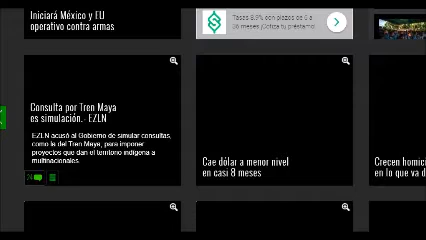 Iniciará México y EU
operativo contra armas
Tasas 8.9% con plazos de 6 a
36 meses ¡Cotiza tu préstamo
Consulta por Tren Maya
es simulación.- EZLN
EZLN acusó al Gobierno de simular consultas,
como la del Tren Maya, para imponer
proyectos que dan el territorio indígena a
multinacionales.
Cae dólar a menor nivel
en casi 8 meses
Crecen homici
en lo que va d